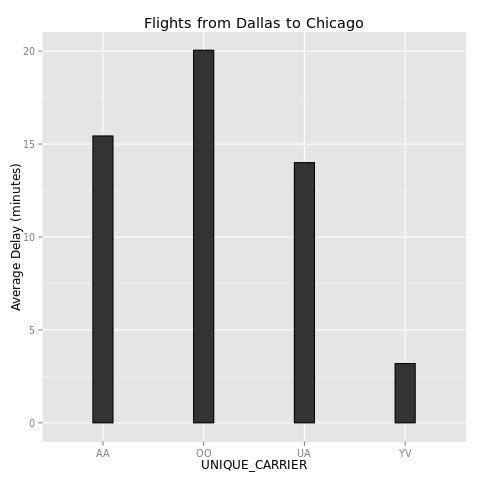 Flights from Dallas to Chicago
Average Delay (minutes)
20
15
10
5
0
AA OO UA YV
UNIQUE_CARRIER